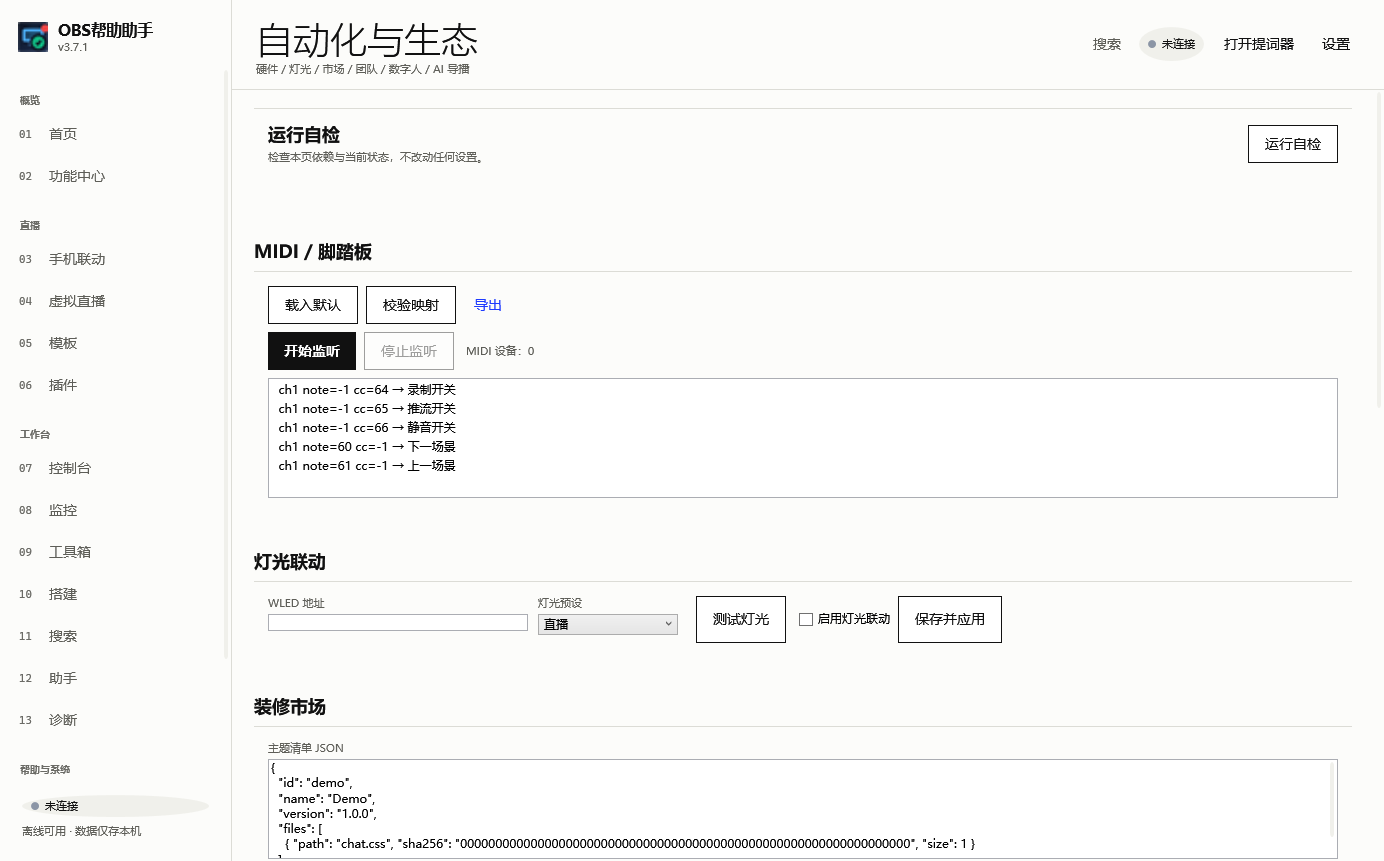 OBS帮助助手
v3.7.1
概览
01 首页
02 功能中心
直播
03 手机联动
04 虚拟直播
05 模板
06 插件
工作台
07 控制台
08 监控
09 工具箱
10 搭建
11 搜索
12 助手
13 诊断
帮助与系统
未连接
离线可用 · 数据仅存本机
自动化与生态
硬件 / 灯光 / 市场 / 团队 / 数字人 / AI 导播
搜索 未连接 打开提词器 设置
运行自检
检查本页依赖与当前状态，不改动任何设置。
运行自检
MIDI / 脚踏板
载入默认 校验映射 导出
开始监听 停止监听 MIDI 设备：0
ch1 note=-1 cc=64 → 录制开关
ch1 note=-1 cc=65 → 推流开关
ch1 note=-1 cc=66 → 静音开关
ch1 note=60 cc=-1 → 下一场景
ch1 note=61 cc=-1 → 上一场景
灯光联动
WLED 地址 灯光预设
直播 测试灯光 启用灯光联动 保存并应用
装修市场
主题清单 JSON
{
"id": "demo",
"name": "Demo",
"version": "1.0.0",
"files": [
{ "path": "chat.css", "sha256": "0000000000000000000000000000000000000000000000000000000000000000", "size": 1 }